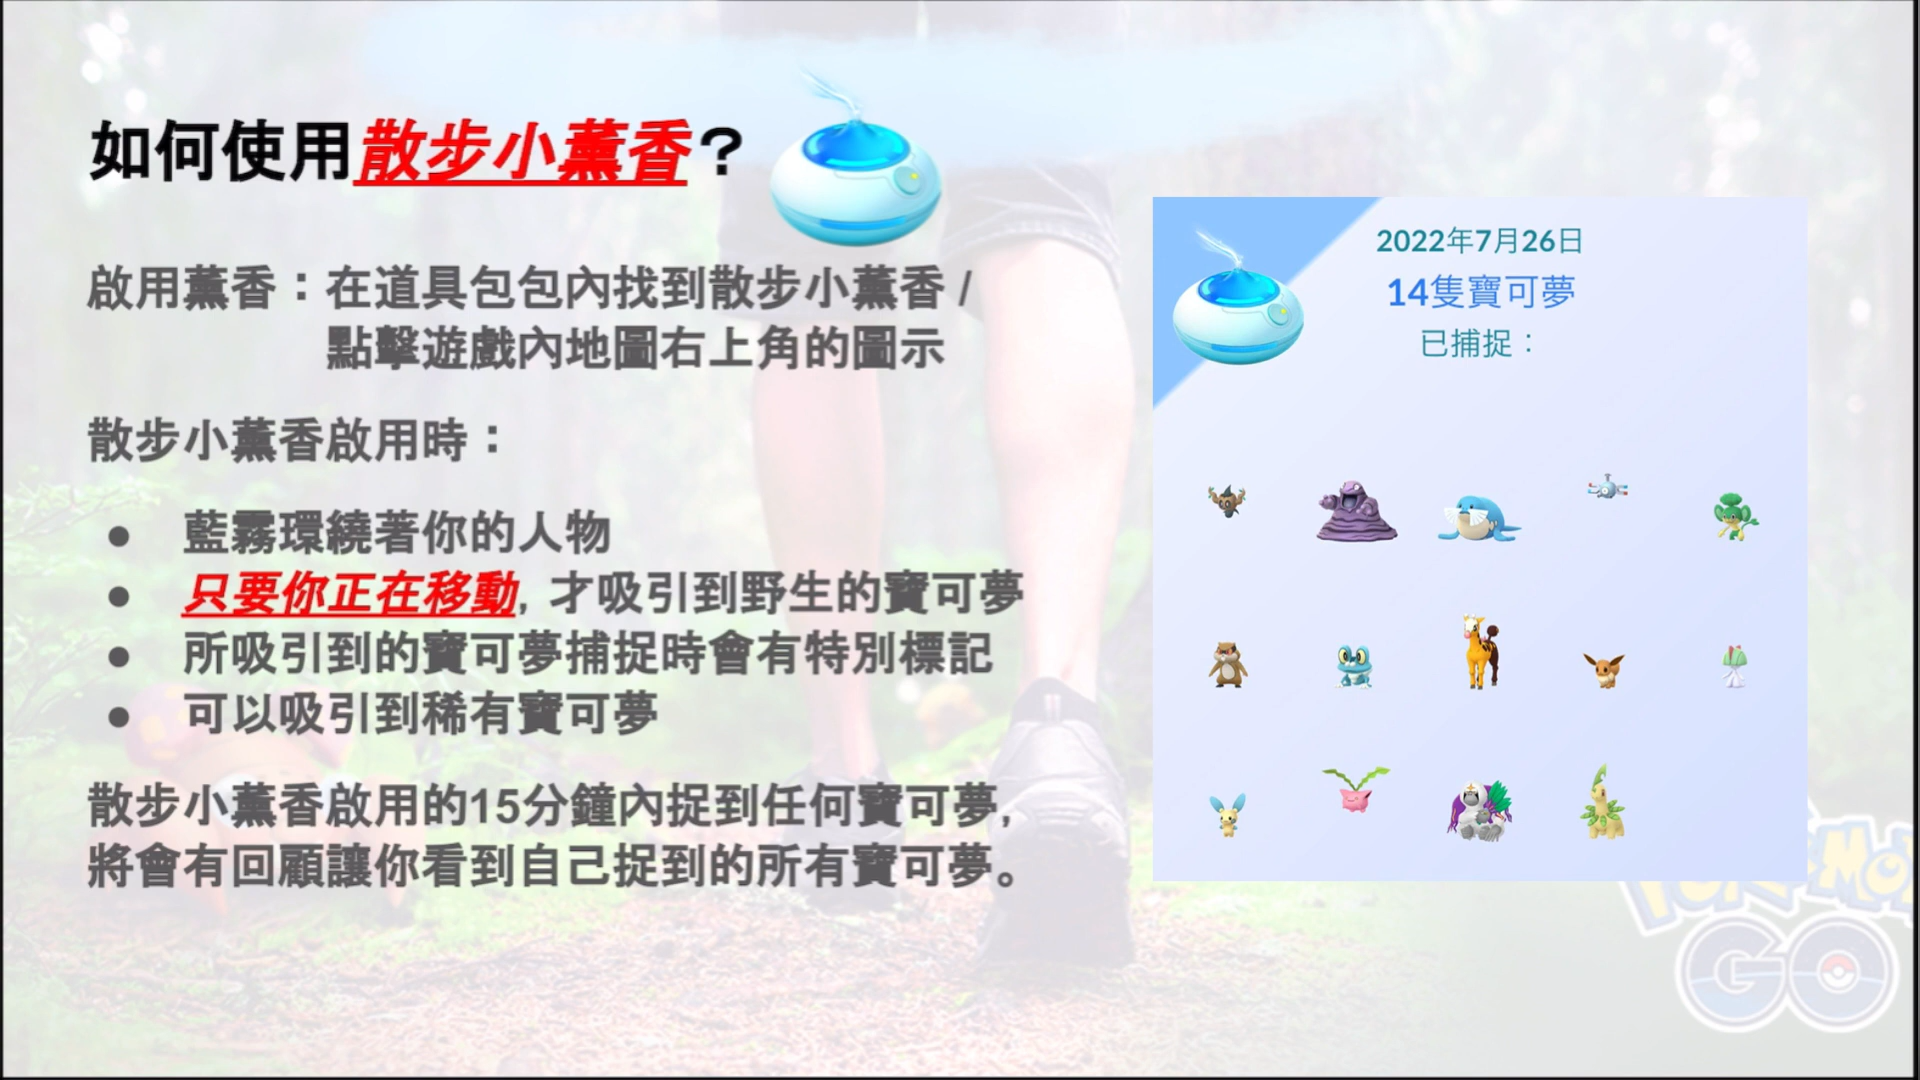 如何使用散步小薰香？
啟用薰香：在道具包包內找到散步小薰香 /
點擊遊戲內地圖右上角的圖示
散步小薰香啟用時：
● 藍霧環繞著你的人物
● 只要你正在移動, 才吸引到野生的寶可夢
● 所吸引到的寶可夢捕捉時會有特別標記
● 可以吸引到稀有寶可夢
散步小薰香啟用的15分鐘內捉到任何寶可夢,
將會有回顧讓你看到自己捉到的所有寶可夢。
2022年7月26日
14隻寶可夢
已捕捉：
POKÉMON
GO